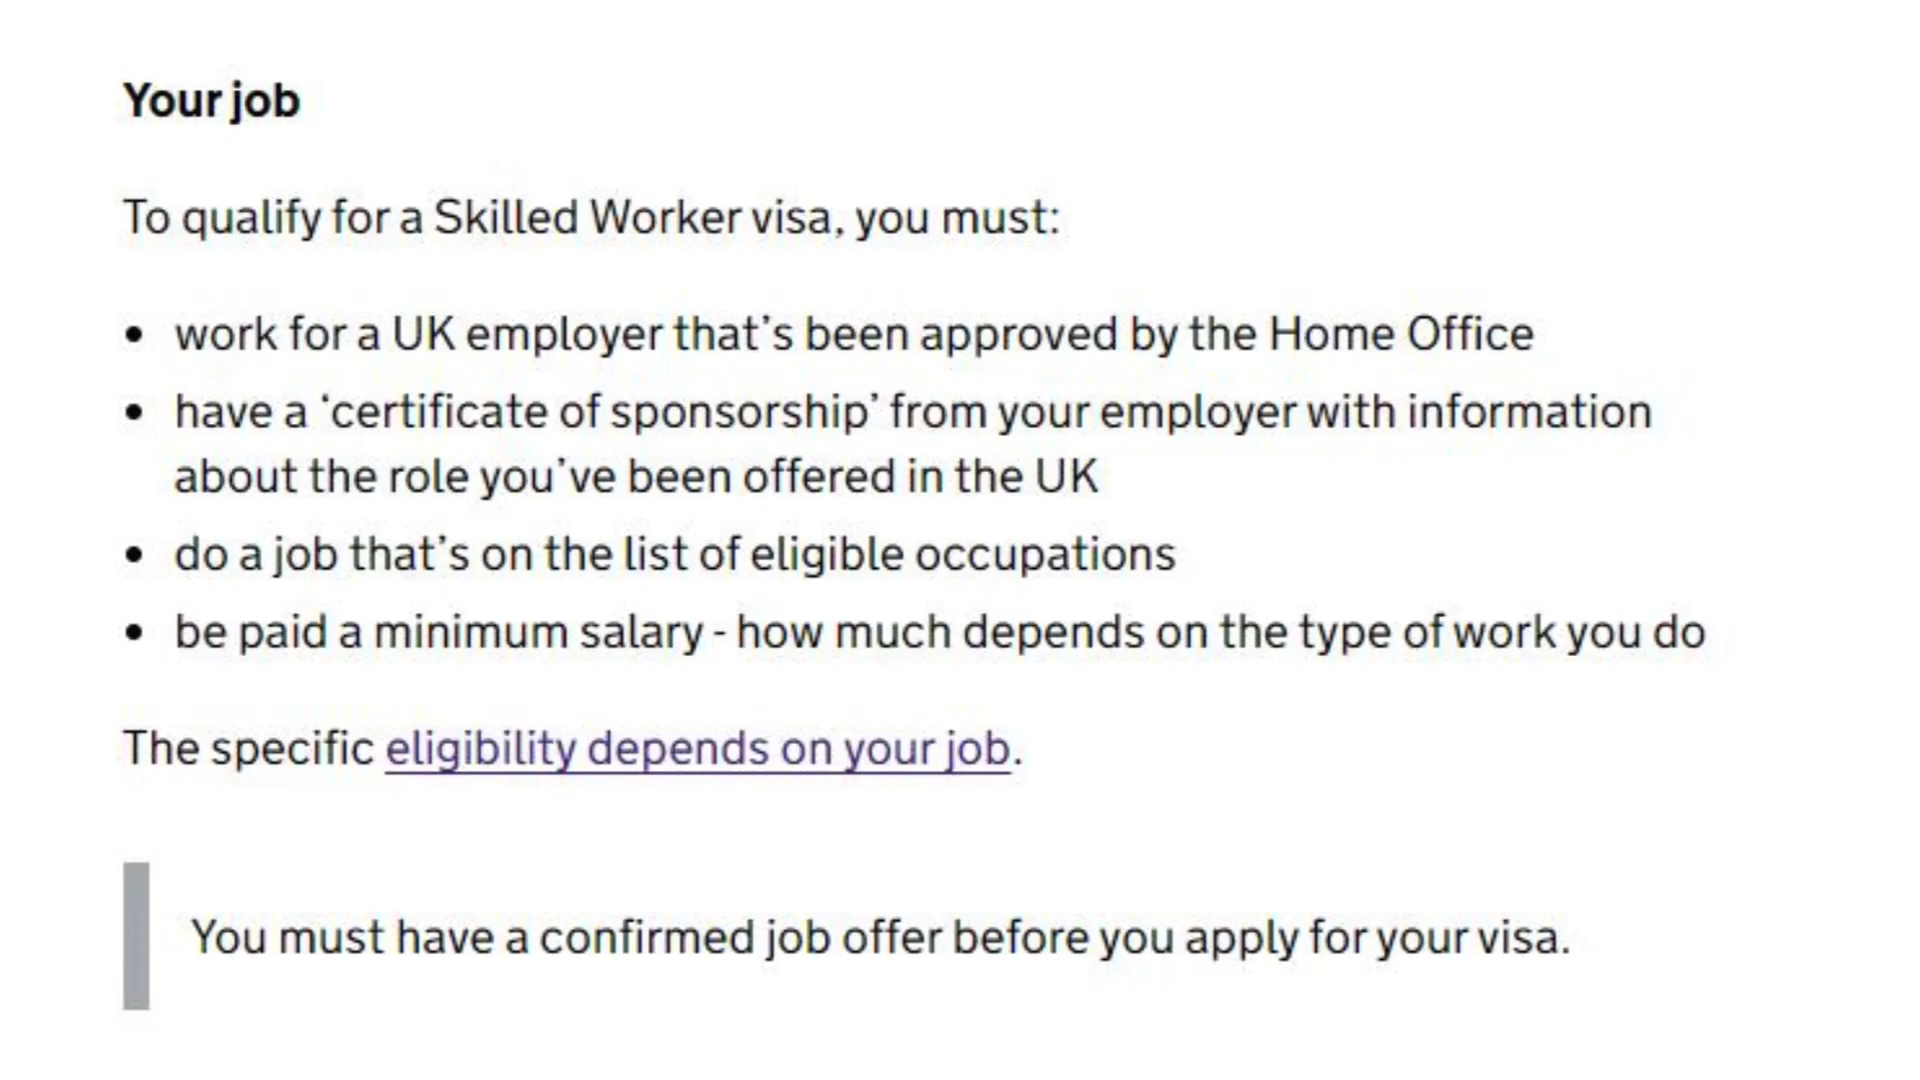 Your job
To qualify for a Skilled Worker visa, you must:
• work for a UK employer that’s been approved by the Home Office
• have a ‘certificate of sponsorship’ from your employer with information
about the role you’ve been offered in the UK
• do a job that’s on the list of eligible occupations
• be paid a minimum salary - how much depends on the type of work you do
The specific eligibility depends on your job.
You must have a confirmed job offer before you apply for your visa.